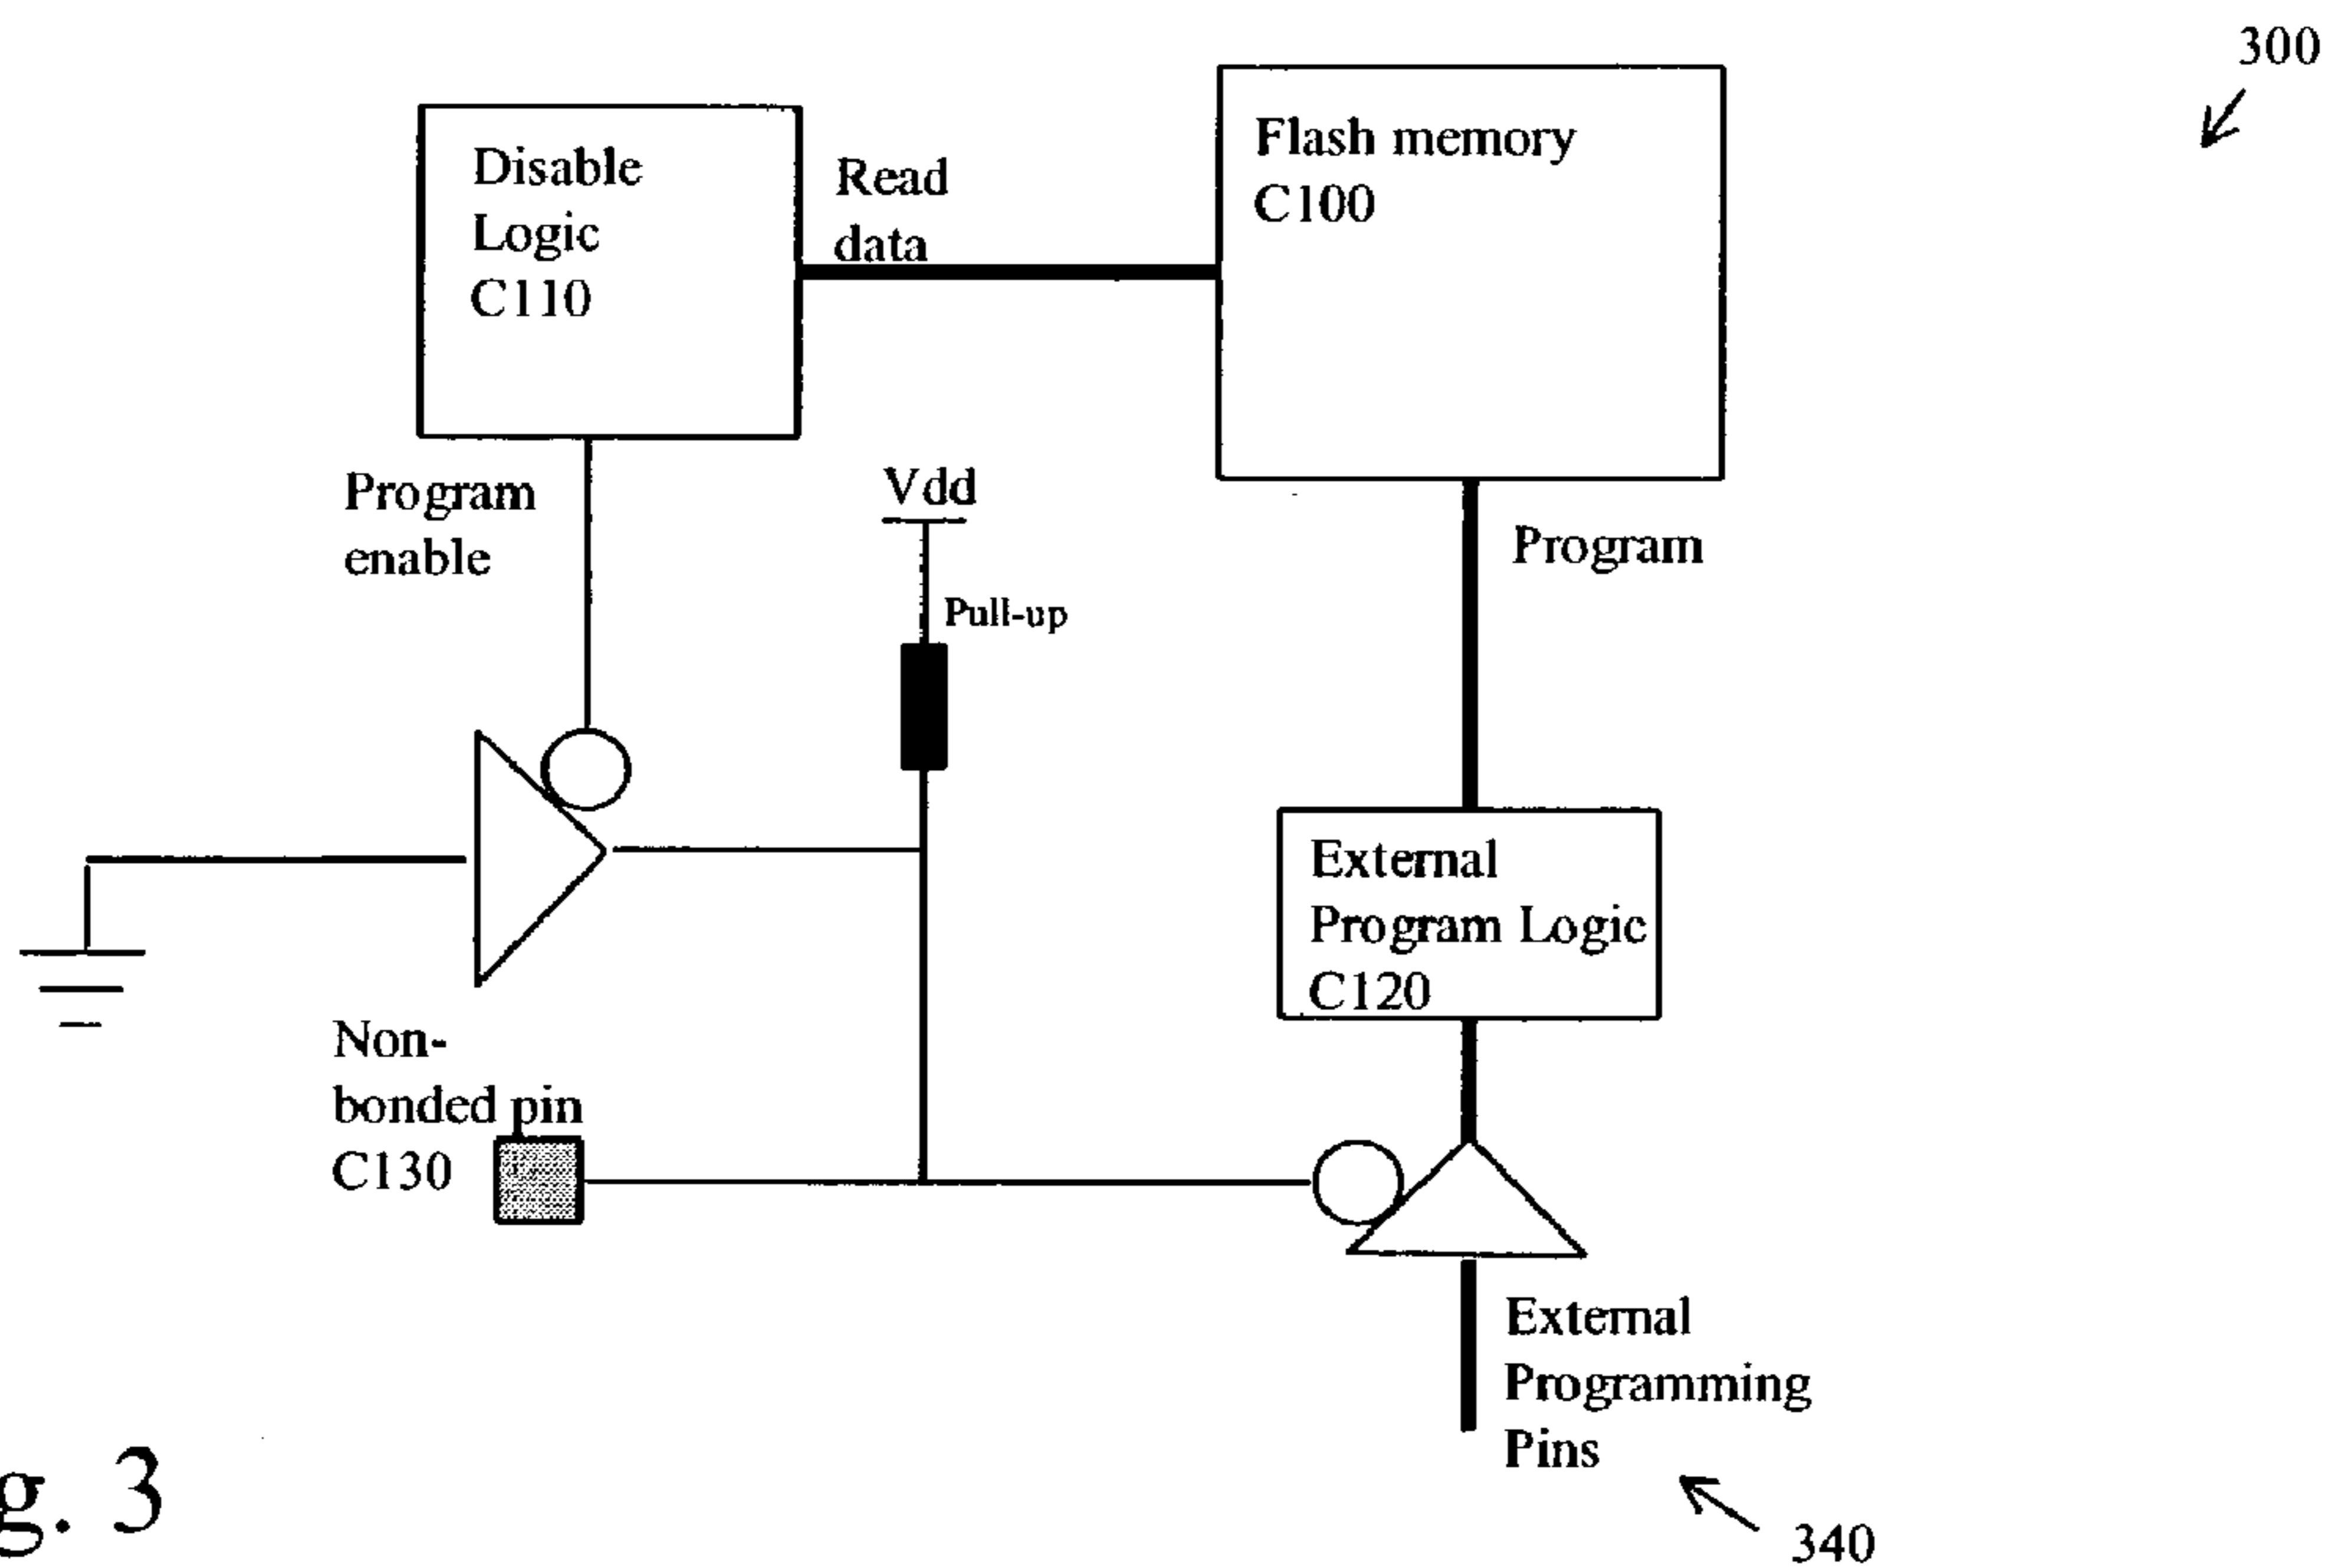 300
Disable
Logic
C110
Read
data
Flash memory
C100
Program
enable
Vdd
Pull-up
Program
External
Program Logic
C120
Non-
bonded pin
C130
External
Programming
Pins
340
g. 3